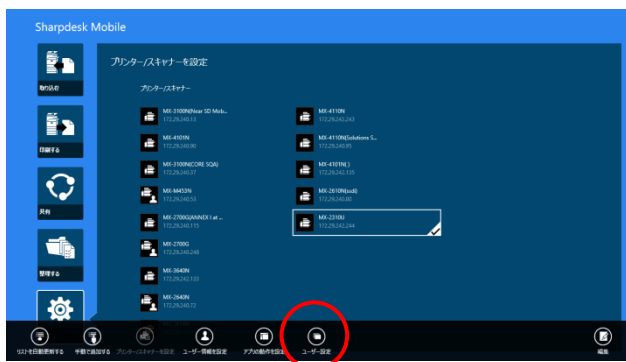 Sharpdesk Mobile
プリンター/スキャナーを設定
プリンター/スキャナー
取り込む
印刷する
共有
整理する
MX-3100N(Near SD Mob...
172.29.240.13
MX-4101N
172.29.240.90
MX-3100N(CORE SQA)
172.29.240.37
MX-M453N
172.29.240.53
MX-2700G(ANNEX I at ...
172.29.240.115
MX-2700G
172.29.240.248
MX-3640N
172.29.242.133
MX-2640N
172.29.240.72
MX-4110N
172.29.242.243
MX-4110N(Solutions S...
172.29.240.95
MX-4101N( )
172.29.242.135
MX-2610N(ssdl)
172.29.240.80
MX-2310U
172.29.242.244
リストを自動更新する
手動で追加する
プリンター/スキャナーを設定
ユーザー情報を設定
アプリの動作を設定
ユーザー設定
編集